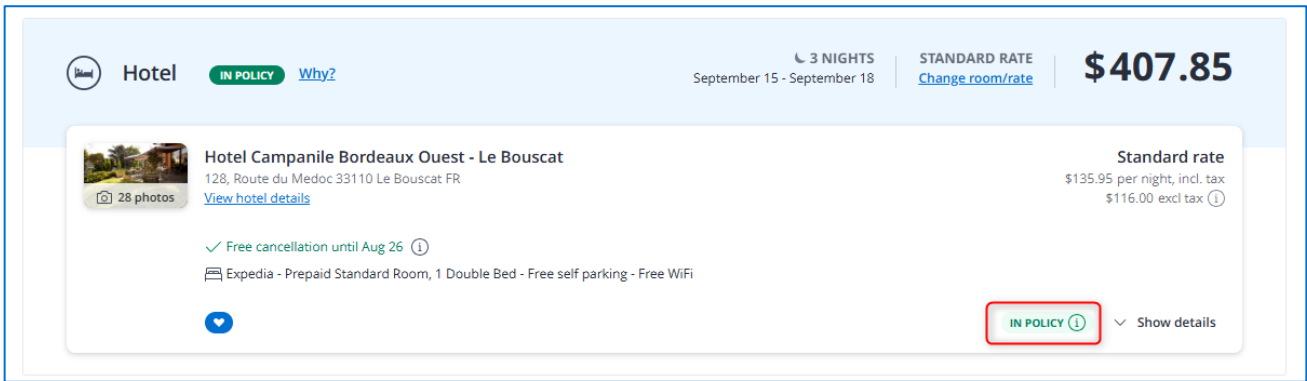 Hotel IN POLICY Why?
3 NIGHTS
September 15 - September 18
STANDARD RATE
Change room/rate
$407.85
28 photos
Hotel Campanile Bordeaux Ouest - Le Bouscat
128, Route du Medoc 33110 Le Bouscat FR
View hotel details
Standard rate
$135.95 per night, incl. tax
$116.00 excl tax
Free cancellation until Aug 26
Expedia - Prepaid Standard Room, 1 Double Bed - Free self parking - Free WiFi
IN POLICY
Show details